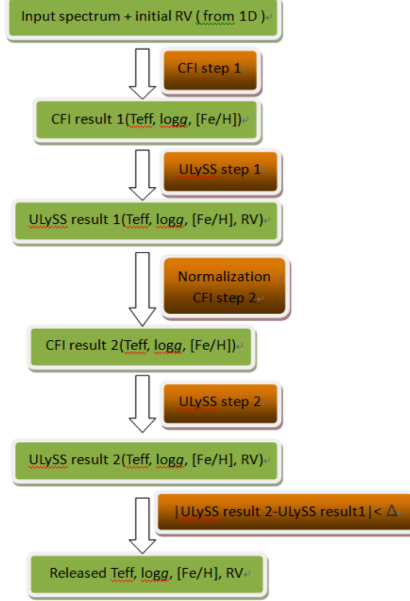 Input spectrum + initial RV ( from 1D )
CFI step 1
CFI result 1(Teff, logg, [Fe/H])
ULySS step 1
ULySS result 1(Teff, logg, [Fe/H], RV)
Normalization
CFI step 2
CFI result 2(Teff, logg, [Fe/H])
ULySS step 2
ULySS result 2(Teff, logg, [Fe/H], RV)
|ULySS result 2-ULySS result1|< Δ
Released Teff, logg, [Fe/H], RV